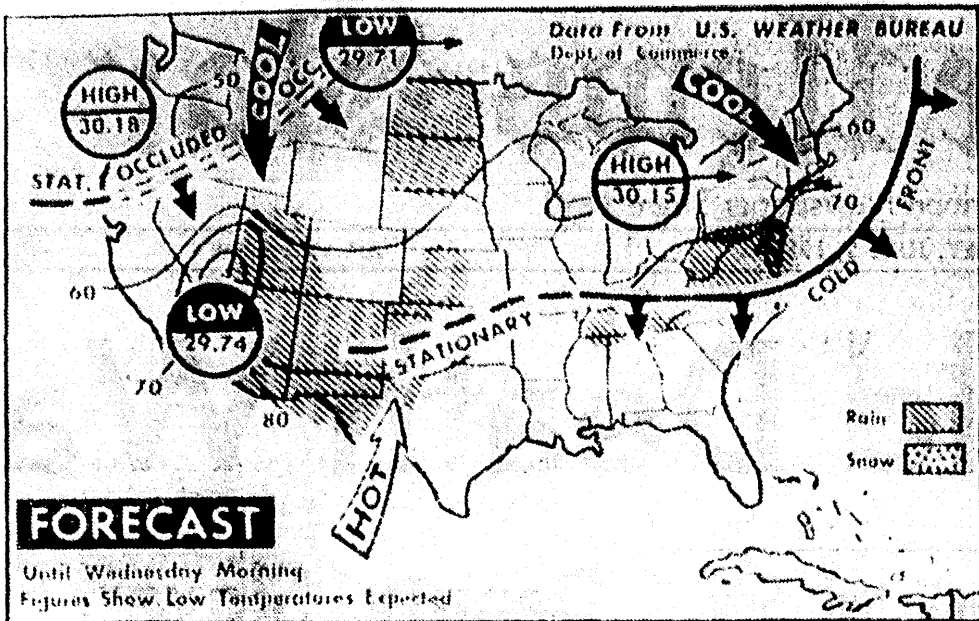 Data From U.S. WEATHER BUREAU
Dept. of Commerce
LOW
29.71
COOL
OCC.
50
HIGH
30.18
STAT.
OCCLUDED
COOL
60
HIGH
30.15
70
FRONT
COLD
60
LOW
29.74
STATIONARY
70
80
HOT
Rain
Snow
FORECAST
Until Wednesday Morning
Figures Show Low Temperatures Expected